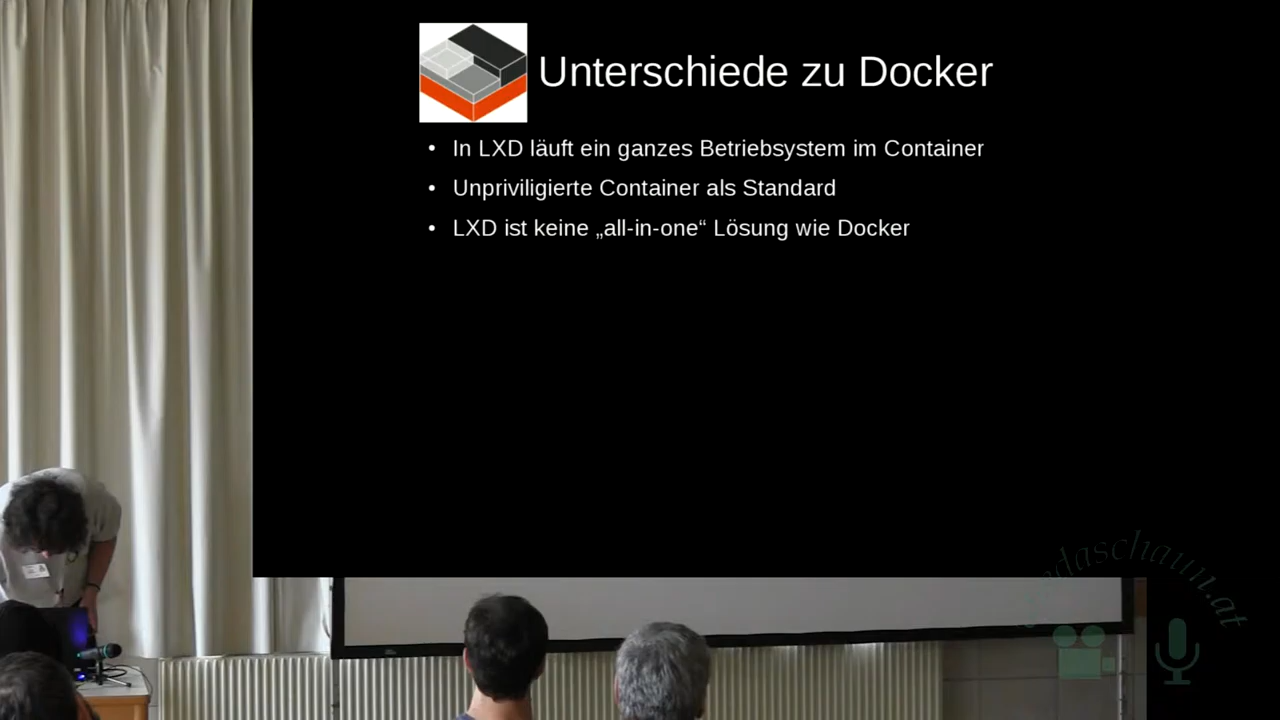 Unterschiede zu Docker
• In LXD läuft ein ganzes Betriebsystem im Container
• Unpriviligierte Container als Standard
• LXD ist keine „all-in-one“ Lösung wie Docker